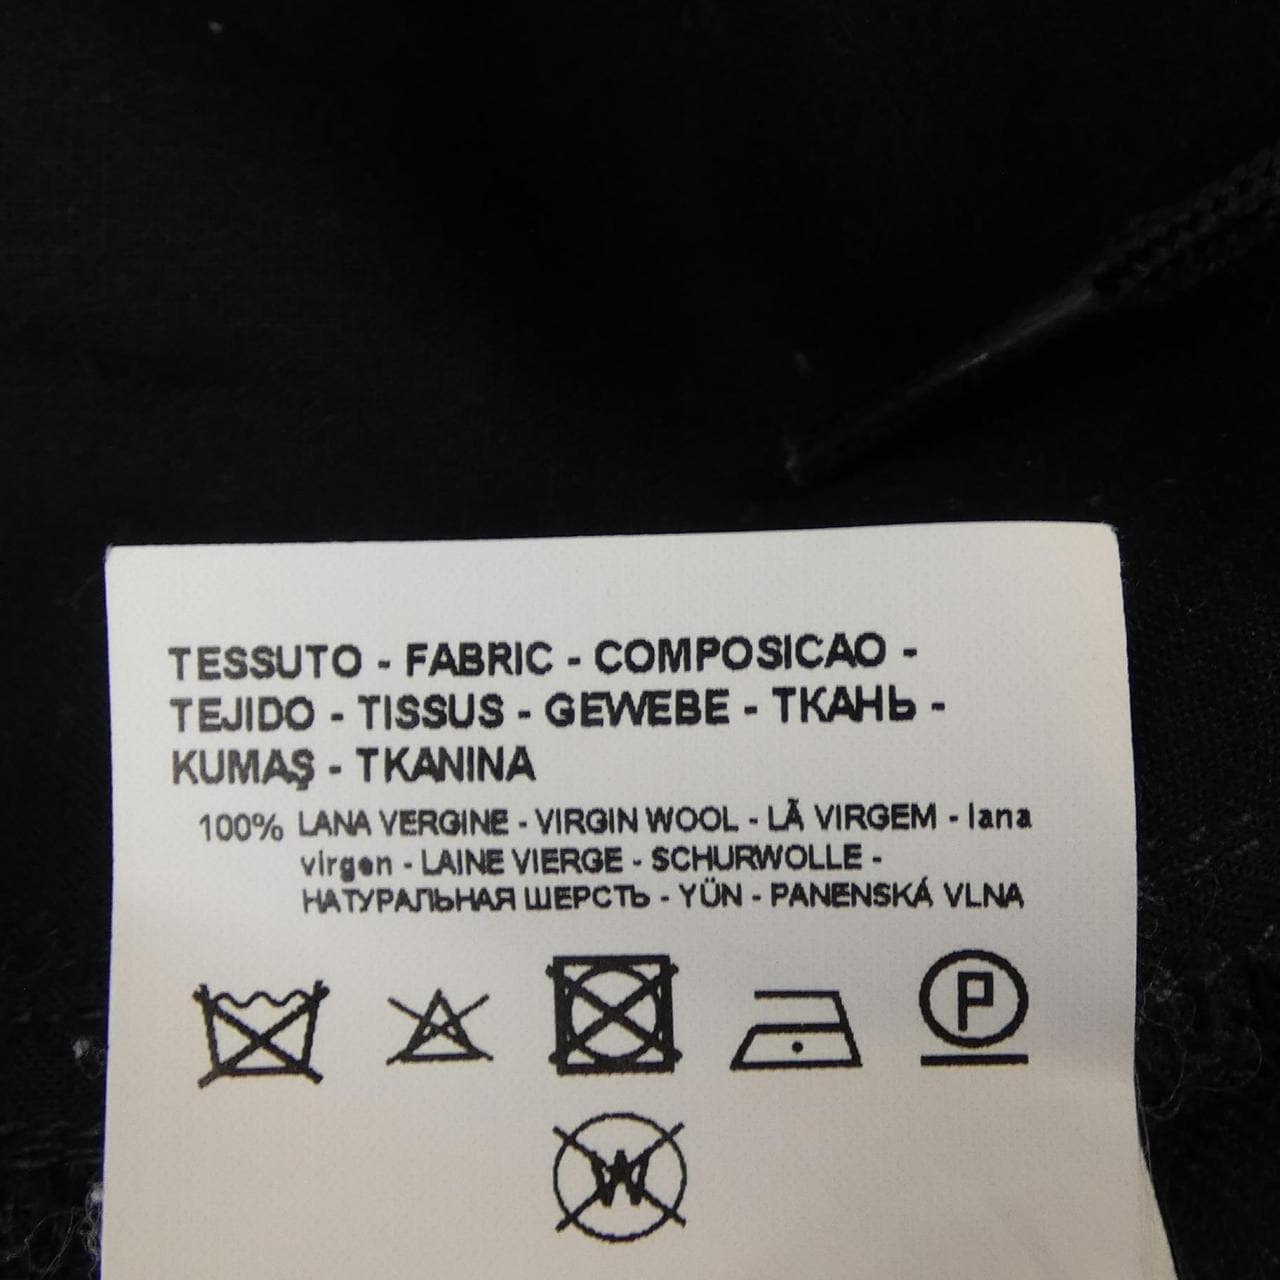 TESSUTO - FABRIC - COMPOSICAO -
TEJIDO - TISSUS - GEWEBE - ТКАНЬ -
KUMAŞ - TKANINA
100% LANA VERGINE - VIRGIN WOOL - LÃ VIRGEM - lana
virgen - LAINE VIERGE - SCHURWOLLE -
НАТУРАЛЬНАЯ ШЕРСТЬ - YÜN - PANENSKÁ VLNA
P
W